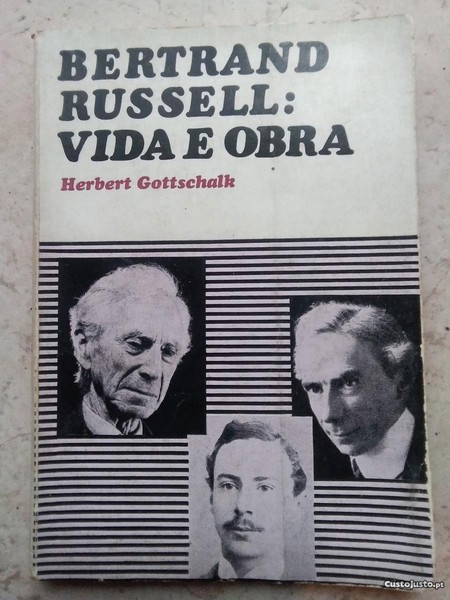 BERTRAND
RUSSELL:
VIDA E OBRA
Herbert Gottschalk
CustoJusto.pt